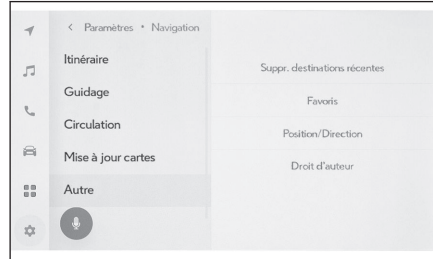 < Paramètres • Navigation
Itinéraire
Guidage
Circulation
Mise à jour cartes
Autre
Suppr. destinations récentes
Favoris
Position/Direction
Droit d'auteur